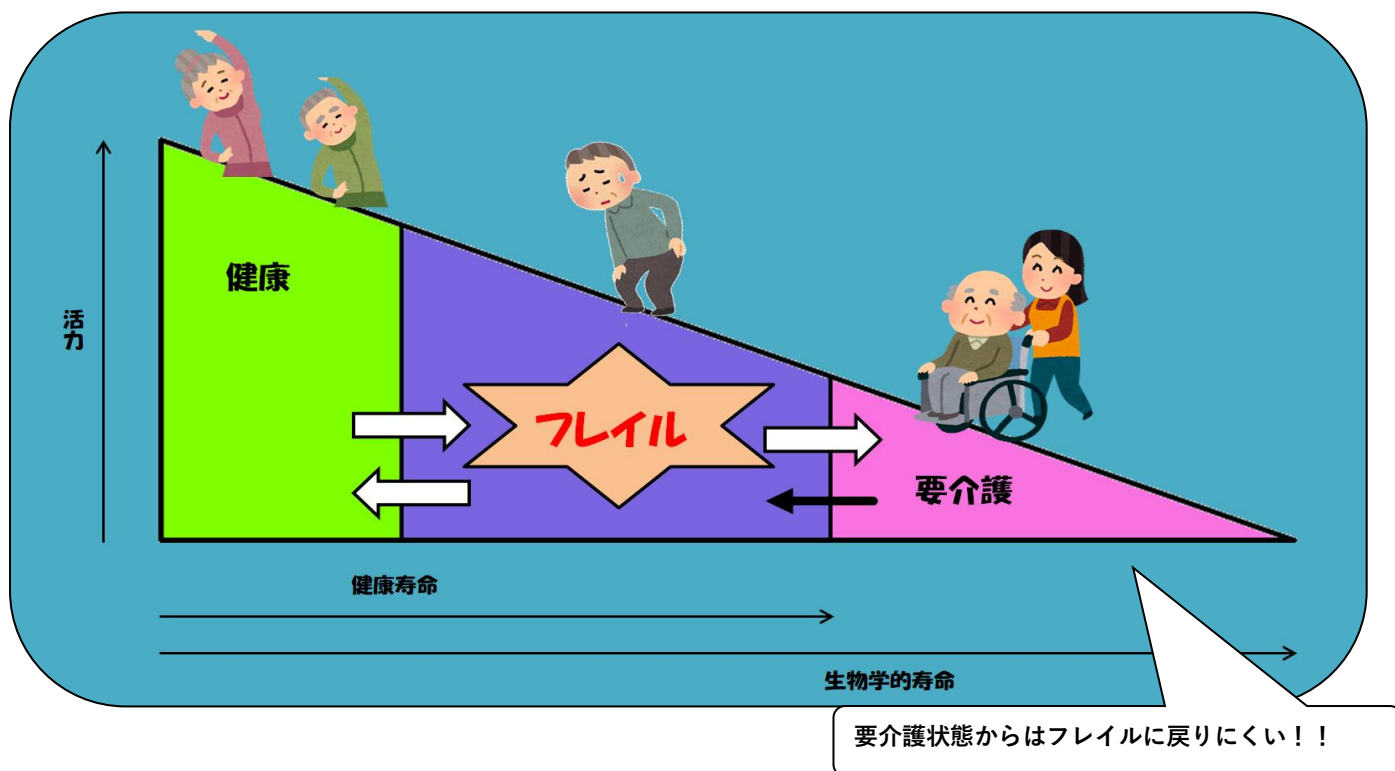 健康
活力
フレイル
要介護
健康寿命
生物学的寿命
要介護状態からはフレイルに戻りにくい！！